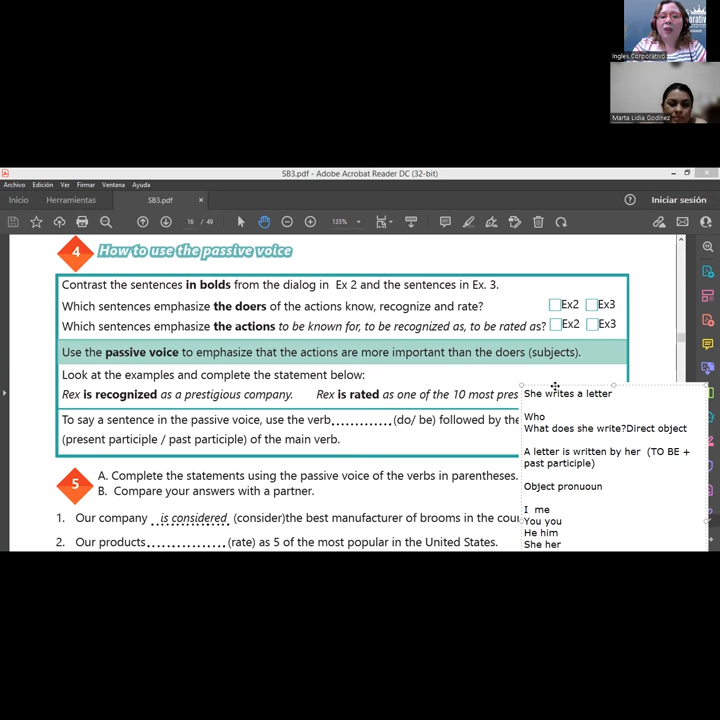 Ingles Corporativo
Marta Lidia Godinez
SB3.pdf - Adobe Acrobat Reader DC (32-bit)
Archivo Edición Ver Firmar Ventana Ayuda
Inicio Herramientas SB3.pdf × Iniciar sesión
16 / 49 135%
4 How to use the passive voice
Contrast the sentences in bolds from the dialog in Ex 2 and the sentences in Ex. 3.
Which sentences emphasize the doers of the actions know, recognize and rate? Ex2 Ex3
Which sentences emphasize the actions to be known for, to be recognized as, to be rated as? Ex2 Ex3
Use the passive voice to emphasize that the actions are more important than the doers (subjects).
Look at the examples and complete the statement below:
Rex is recognized as a prestigious company. Rex is rated as one of the 10 most pres
To say a sentence in the passive voice, use the verb.............(do/ be) followed by the
(present participle / past participle) of the main verb.
5 A. Complete the statements using the passive voice of the verbs in parentheses.
B. Compare your answers with a partner.
1. Our company ..is considered. (consider)the best manufacturer of brooms in the cou
2. Our products................(rate) as 5 of the most popular in the United States.
She writes a letter
Who
What does she write?Direct object
A letter is written by her (TO BE +
past participle)
Object pronuoun
I me
You you
He him
She her